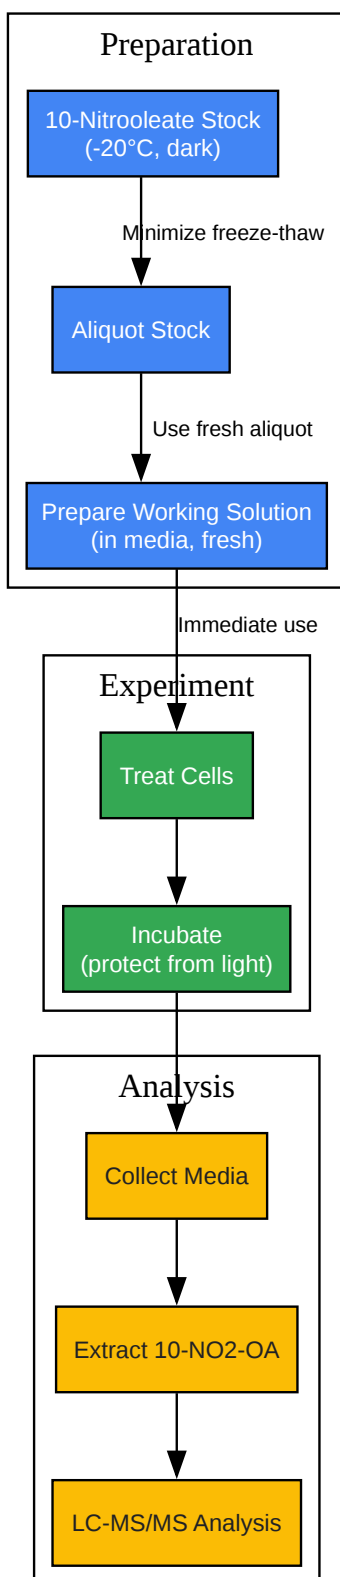 Preparation
10-Nitrooleate Stock
(-20°C, dark)
Minimize freeze-thaw
Aliquot Stock
Use fresh aliquot
Prepare Working Solution
(in media, fresh)
Immediate use
Experiment
Treat Cells
Incubate
(protect from light)
Analysis
Collect Media
Extract 10-NO2-OA
LC-MS/MS Analysis